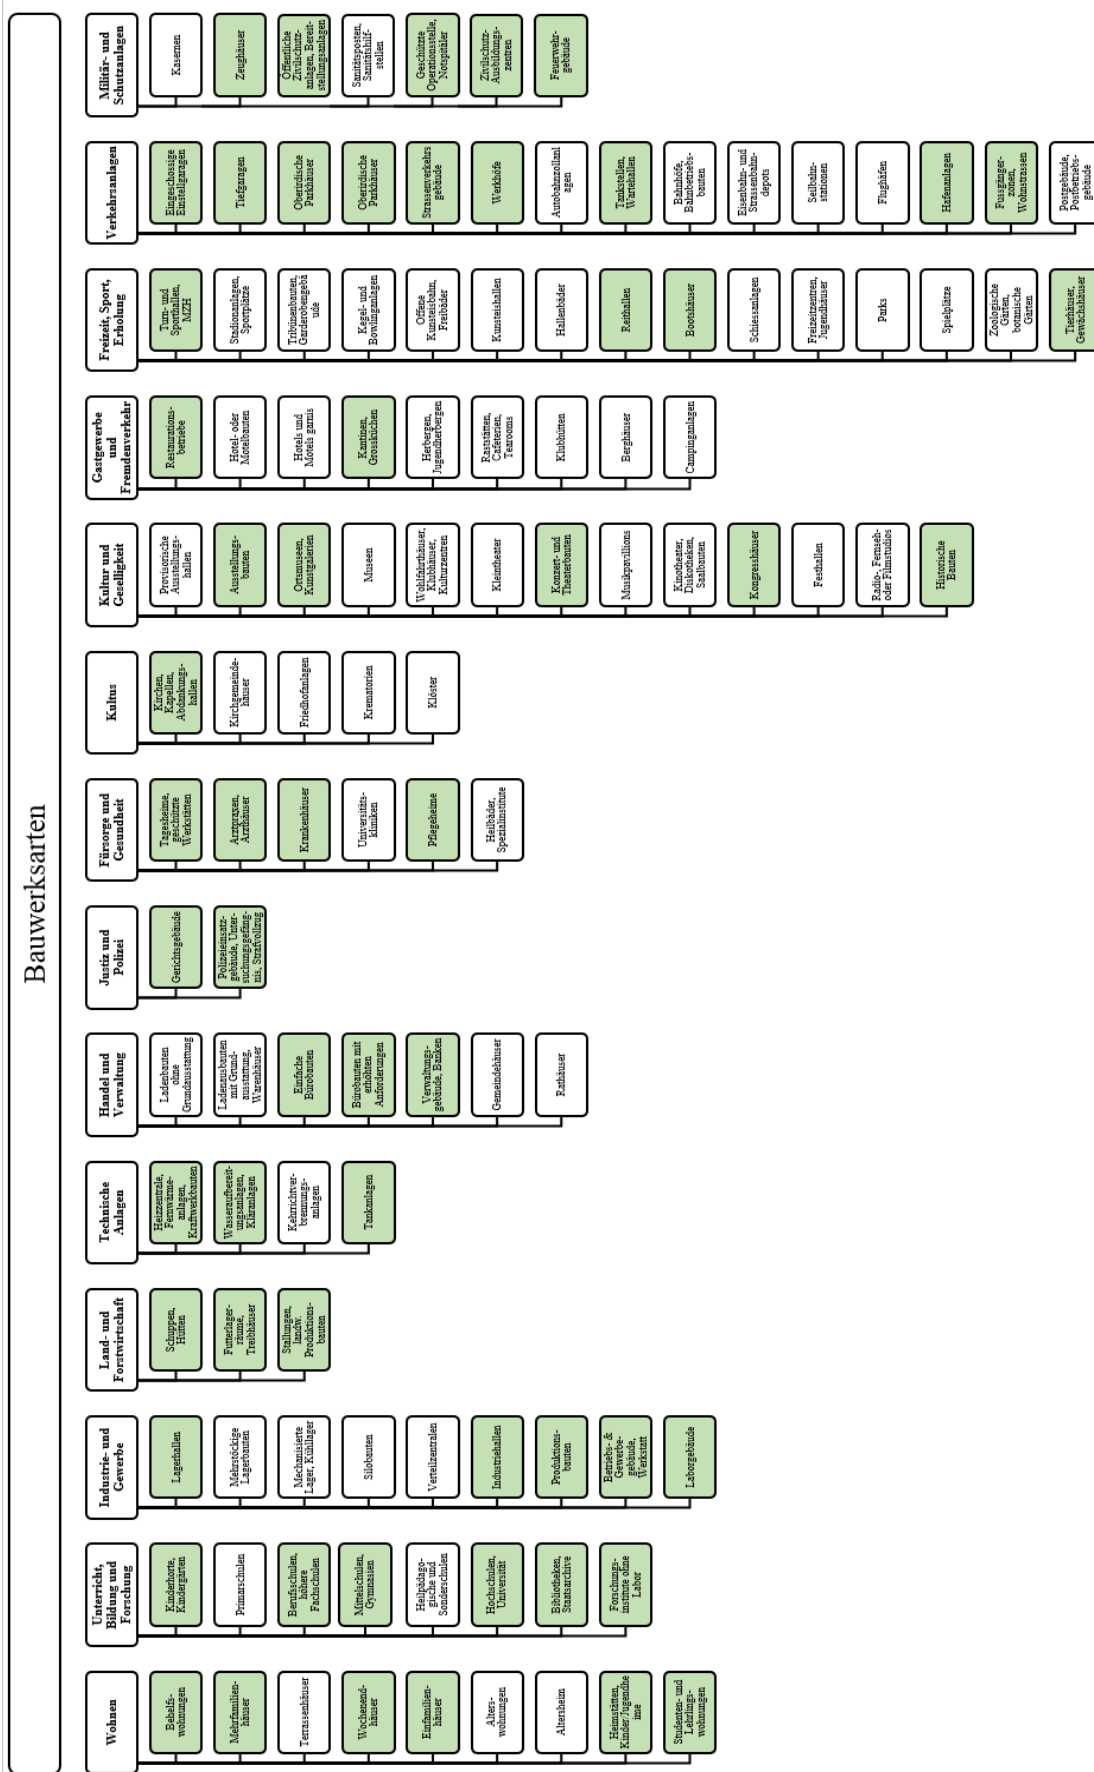 Bauwerksarten
Wohnen
Behelfs-
wohnungen
Mehrfamilien-
häuser
Terrassenhäuser
Wochenend-
häuser
Einfamilien-
häuser
Alters-
wohnungen
Altersheim
Heimstätten,
Kinder/Jugendhe
ime
Studenten- und
Lehrlings-
wohnungen
Unterricht,
Bildung und
Forschung
Kinderhorte,
Kindergärten
Primarschulen
Berufsschulen,
höhere
Fachschulen
Mittelschulen,
Gymnasien
Heilpädago-
gische und
Sonderschulen
Hochschulen,
Universität
Bibliotheken,
Staatsarchive
Forschungs-
institute ohne
Labor
Industrie- und
Gewerbe
Lagerhallen
Mehrstöckige
Lagerbauten
Mechanisierte
Lager, Kühllager
Silobauten
Verteilzentralen
Industriehallen
Produktions-
bauten
Betriebs- &
Gewerbe-
gebäude,
Werkstatt
Laborgebäude
Land- und
Forstwirtschaft
Schuppen,
Hütten
Futterlager-
räume,
Treibhäuser
Stallungen,
landw.
Produktions-
bauten
Technische
Anlagen
Heizzentrale,
Fernwärme-
anlagen,
Kraftwerkbauten
Wasseraufbereit-
ungsanlagen,
Kläranlagen
Kehrrichtver-
brennungs-
anlagen
Tankanlagen
Handel und
Verwaltung
Ladenbauten
ohne
Grundausstattung
Ladenausbauten
mit Grund-
ausstattung,
Warenhäuser
Einfache
Bürobauten
Bürobauten mit
erhöhten
Anforderungen
Verwaltungs-
gebäude, Banken
Gemeindehäuser
Rathäuser
Justiz und
Polizei
Gerichtsgebäude
Polizeieinsatz-
gebäude, Unter-
suchungsgefäng-
nis, Strafvollzug
Fürsorge und
Gesundheit
Tagesheime,
geschützte
Werkstätten
Arztpraxen,
Arzthäuser
Krankenhäuser
Universitäts-
kliniken
Pflegeheime
Heilbäder,
Spezialinstitute
Kultus
Kirchen,
Kapellen,
Abdankungs-
hallen
Kirchgemeinde-
häuser
Friedhofanlagen
Krematorien
Klöster
Kultur und
Geselligkeit
Provisorische
Ausstellungs-
hallen
Ausstellungs-
bauten
Ortsmuseen,
Kunstgalerien
Museen
Wohlfahrthäuser,
Klubhäuser,
Kulturzentren
Kleintheater
Konzert- und
Theaterbauten
Musikpavillions
Kinotheater,
Diskotheken,
Saalbauten
Kongresshäuser
Festhallen
Radio-, Fernseh-
oder Filmstudios
Historische
Bauten
Gastgewerbe
und
Fremdenverkehr
Restaurations-
betriebe
Hotel- oder
Motelbauten
Hotels und
Motels garnis
Kantinen,
Grossküchen
Herbergen,
Jugendherbergen
Raststätten,
Cafeterien,
Tearooms
Klubhütten
Berghäuser
Campinganlagen
Freizeit, Sport,
Erholung
Turn- und
Sporthallen,
MZH
Stadionanlagen,
Sportplätze
Tribünenbauten,
Garderobengebä
ude
Kegel- und
Bowlinganlagen
Offene
Kunsteisbahn,
Freibäder
Kunsteishallen
Hallenbäder
Reithallen
Bootshäuser
Schiessanlagen
Freizeitzentren,
Jugendhäuser
Parks
Spielplätze
Zoologische
Gärten,
botanische
Gärten
Tierhäuser,
Gewächshäuser
Verkehrsanlagen
Eingeschossige
Einstellgaragen
Tiefgaragen
Oberirdische
Parkhäuser
Oberirdische
Parkhäuser
Strassenverkehrs
gebäude
Werkhöfe
Autobahnzollanl
agen
Tankstellen,
Wartehallen
Bahnhöfe,
Bahnbetriebs-
bauten
Eisenbahn- und
Strassenbahn-
depots
Seilbahn-
stationen
Flughäfen
Hafenanlagen
Fussgänger-
zonen,
Wohnstrassen
Postgebäude,
Postbetriebs-
gebäude
Militär- und
Schutzanlagen
Kasernen
Zeughäuser
Öffentliche
Zivilschutz-
anlagen, Bereit-
stellungsanlagen
Sanitätsposten,
Sanitätshilf-
stellen
Geschützte
Operationsstelle,
Notspitäler
Zivilschutz-
Ausbildungs-
zentren
Feuerwehr-
gebäude